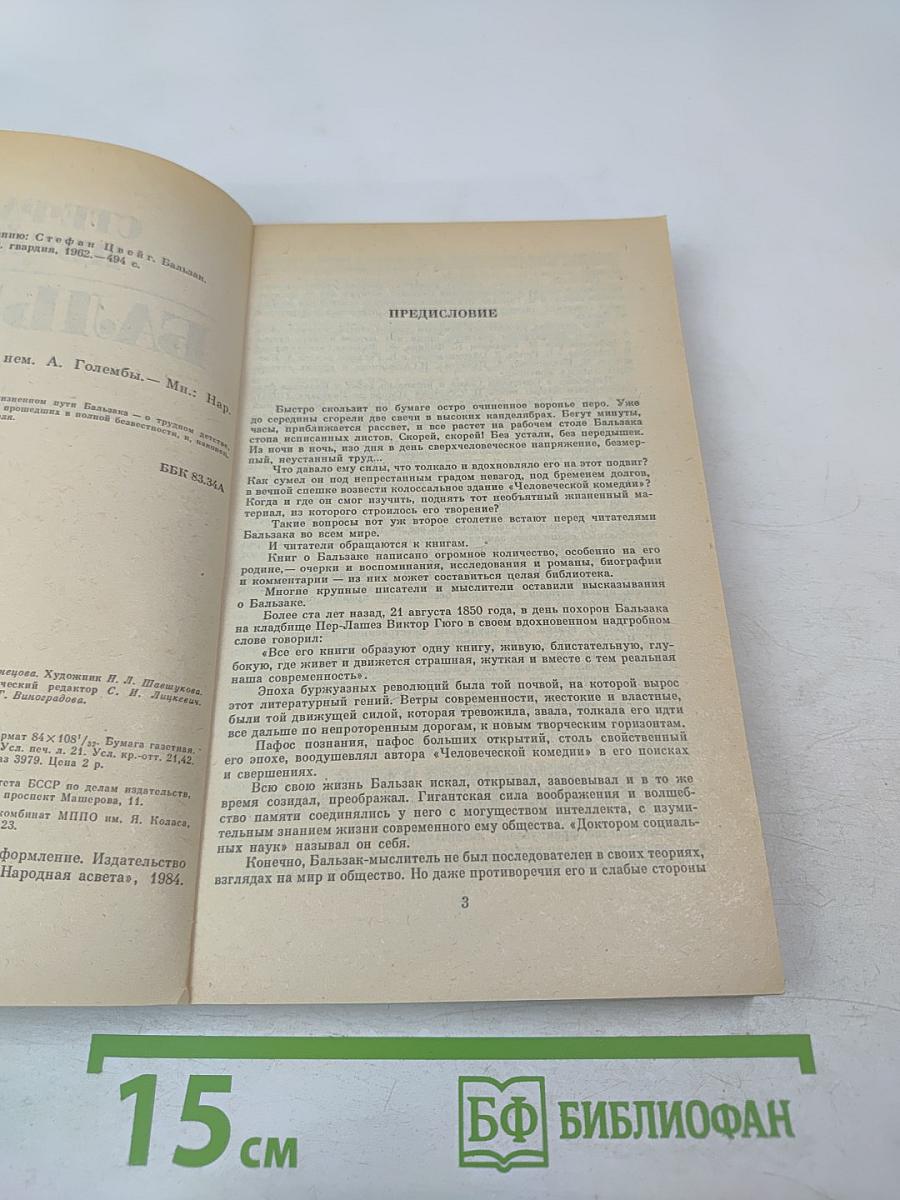 нию: Стефан Цвейг. Бальзак.
гвардия, 1962.—494 с.
нем. А. Голембы.— Мн.: Нар.
изненном пути Бальзака — о трудном детстве,
прошедших в полной безвестности, и, наконец,
ББК 83.34А
нецова. Художник Н. Л. Шавшукова.
ческий редактор С. И. Лицкевич.
Г. Виноградова.
рмат 84×108¹/₃₂. Бумага газетная.
Усл. печ. л. 21. Усл. кр.-отт. 21,42.
аз 3979. Цена 2 р.
тета БССР по делам издательств,
проспект Машерова, 11.
комбинат МППО им. Я. Коласа,
23.
формление. Издательство
Народная асвета», 1984.
ПРЕДИСЛОВИЕ
Быстро скользит по бумаге остро очиненное воронье перо. Уже
до середины сгорели две свечи в высоких канделябрах. Бегут минуты,
часы, приближается рассвет, и все растет на рабочем столе Бальзака
стопа исписанных листов. Скорей, скорей! Без устали, без передышек.
Из ночи в ночь, изо дня в день сверхчеловеческое напряжение, безмер-
ный, неустанный труд...
Что давало ему силы, что толкало и вдохновляло его на этот подвиг?
Как сумел он под непрестанным градом невзгод, под бременем долгов,
в вечной спешке возвести колоссальное здание «Человеческой комедии»?
Когда и где он смог изучить, поднять тот необъятный жизненный ма-
териал, из которого строилось его творение?
Такие вопросы вот уж второе столетие встают перед читателями
Бальзака во всем мире.
И читатели обращаются к книгам.
Книг о Бальзаке написано огромное количество, особенно на его
родине,— очерки и воспоминания, исследования и романы, биографии
и комментарии — из них может составиться целая библиотека.
Многие крупные писатели и мыслители оставили высказывания
о Бальзаке.
Более ста лет назад, 21 августа 1850 года, в день похорон Бальзака
на кладбище Пер-Лашез Виктор Гюго в своем вдохновенном надгробном
слове говорил:
«Все его книги образуют одну книгу, живую, блистательную, глу-
бокую, где живет и движется страшная, жуткая и вместе с тем реальная
наша современность».
Эпоха буржуазных революций была той почвой, на которой вырос
этот литературный гений. Ветры современности, жестокие и властные,
были той движущей силой, которая тревожила, звала, толкала его идти
все дальше по непроторенным дорогам, к новым творческим горизонтам.
Пафос познания, пафос больших открытий, столь свойственный
его эпохе, воодушевлял автора «Человеческой комедии» в его поисках
и свершениях.
Всю свою жизнь Бальзак искал, открывал, завоевывал и в то же
время созидал, преображал. Гигантская сила воображения и волшеб-
ство памяти соединялись у него с могуществом интеллекта, с изуми-
тельным знанием жизни современного ему общества. «Доктором социаль-
ных наук» называл он себя.
Конечно, Бальзак-мыслитель не был последователен в своих теориях,
взглядах на мир и общество. Но даже противоречия его и слабые стороны
3
15 см
БФ БИБЛИОФАН